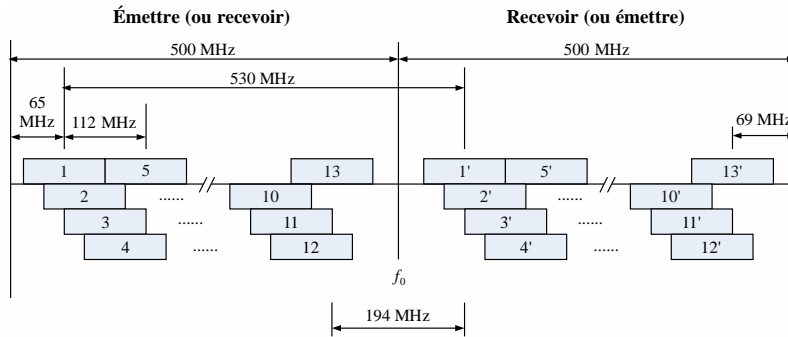 Émettre (ou recevoir) Recevoir (ou émettre)
500 MHz 500 MHz
530 MHz
65
MHz
112 MHz
69 MHz
1 5 13 1' 5' 13'
2 ...... 10 2' ...... 10'
3 ...... 11 3' ...... 11'
4 ...... 12 4' ...... 12'
f0
194 MHz